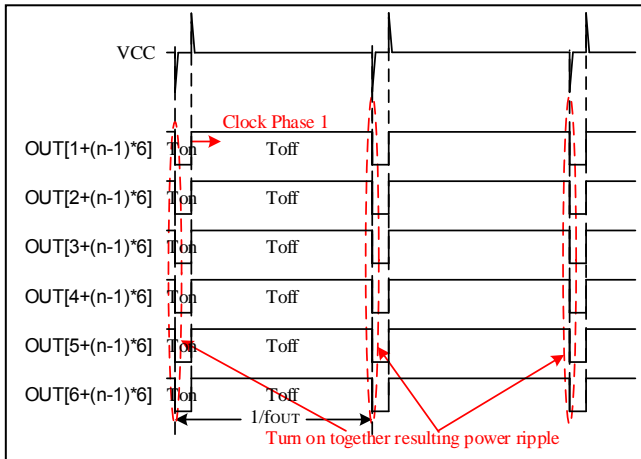 VCC
Clock Phase 1
OUT[1+(n-1)*6] Ton Toff
OUT[2+(n-1)*6] Ton Toff
OUT[3+(n-1)*6] Ton Toff
OUT[4+(n-1)*6] Ton Toff
OUT[5+(n-1)*6] Ton Toff
OUT[6+(n-1)*6] Ton Toff
1/fOUT
Turn on together resulting power ripple